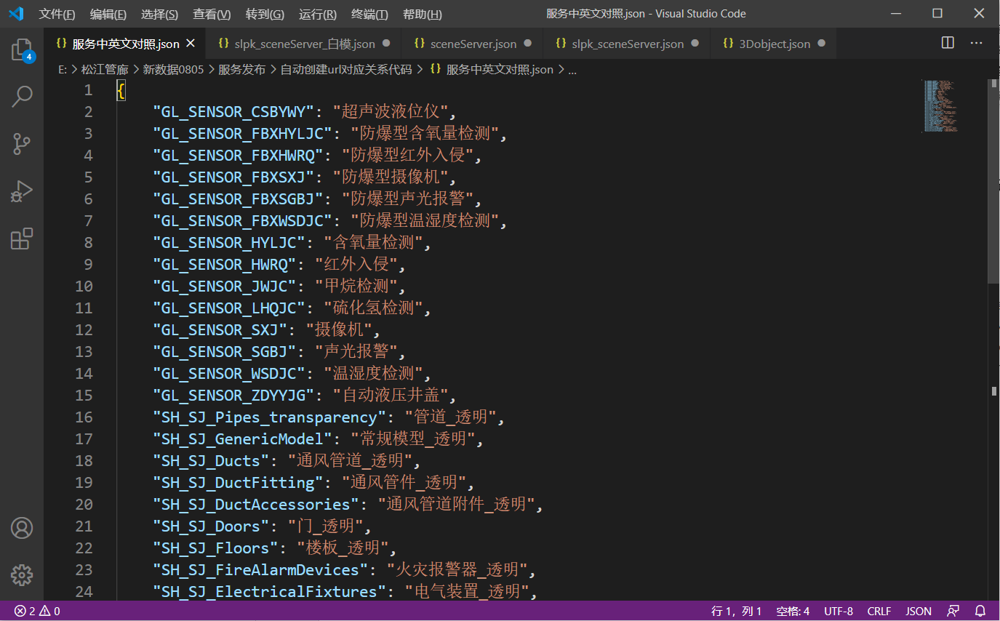 文件(F) 编辑(E) 选择(S) 查看(V) 转到(G) 运行(R) 终端(T) 帮助(H) 服务中英文对照.json - Visual Studio Code
{} 服务中英文对照.json {} slpk_sceneServer_白模.json {} sceneServer.json {} slpk_sceneServer.json {} 3Dobject.json
4
E: > 松江管廊 > 新数据0805 > 服务发布 > 自动创建url对应关系代码 > {} 服务中英文对照.json > ...
1 {
2 "GL_SENSOR_CSBYWY": "超声波液位仪",
3 "GL_SENSOR_FBXHYLJC": "防爆型含氧量检测",
4 "GL_SENSOR_FBXHWRQ": "防爆型红外入侵",
5 "GL_SENSOR_FBXSXJ": "防爆型摄像机",
6 "GL_SENSOR_FBXSGBJ": "防爆型声光报警",
7 "GL_SENSOR_FBXWSDJC": "防爆型温湿度检测",
8 "GL_SENSOR_HYLJC": "含氧量检测",
9 "GL_SENSOR_HWRQ": "红外入侵",
10 "GL_SENSOR_JWJC": "甲烷检测",
11 "GL_SENSOR_LHQJC": "硫化氢检测",
12 "GL_SENSOR_SXJ": "摄像机",
13 "GL_SENSOR_SGBJ": "声光报警",
14 "GL_SENSOR_WSDJC": "温湿度检测",
15 "GL_SENSOR_ZDYYJG": "自动液压井盖",
16 "SH_SJ_Pipes_transparency": "管道_透明",
17 "SH_SJ_GenericModel": "常规模型_透明",
18 "SH_SJ_Ducts": "通风管道_透明",
19 "SH_SJ_DuctFitting": "通风管件_透明",
20 "SH_SJ_DuctAccessories": "通风管道附件_透明",
21 "SH_SJ_Doors": "门_透明",
22 "SH_SJ_Floors": "楼板_透明",
23 "SH_SJ_FireAlarmDevices": "火灾报警器_透明",
24 "SH_SJ_ElectricalFixtures": "电气装置_透明",
2 0 行 1，列 1 空格: 4 UTF-8 CRLF JSON